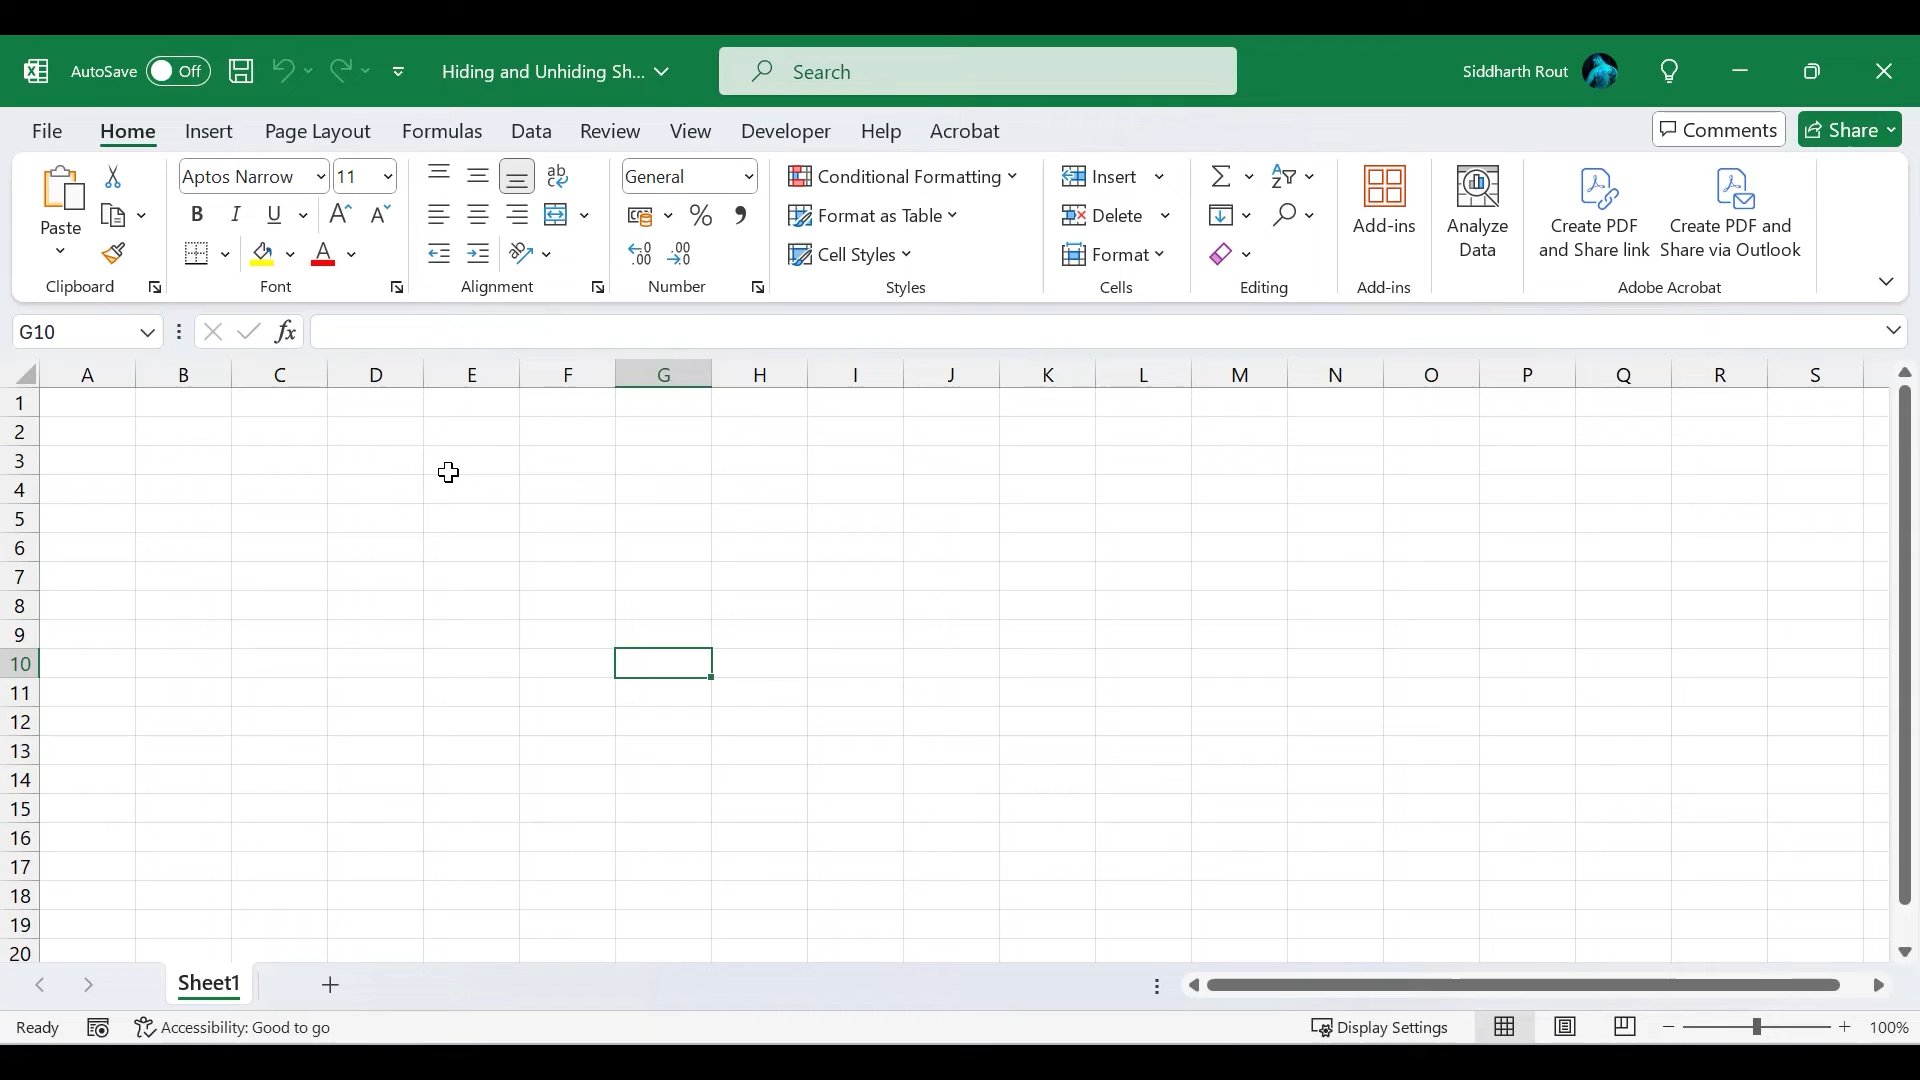 AutoSave Off Hiding and Unhiding Sh... Search Siddharth Rout
File Home Insert Page Layout Formulas Data Review View Developer Help Acrobat Comments Share
Paste
Clipboard
Aptos Narrow 11
B I U A A
A
Font
ab
c
Alignment
General
% 9
.00 .00
Number
Conditional Formatting
Format as Table
Cell Styles
Styles
Insert
Delete
Format
Cells
Σ
Editing
Add-ins
Add-ins
Analyze
Data
Create PDF
and Share link
Create PDF and
Share via Outlook
Adobe Acrobat
G10 fx
A B C D E F G H I J K L M N O P Q R S
1
2
3
4
5
6
7
8
9
10
11
12
13
14
15
16
17
18
19
20
Sheet1 +
Ready Accessibility: Good to go Display Settings 100%